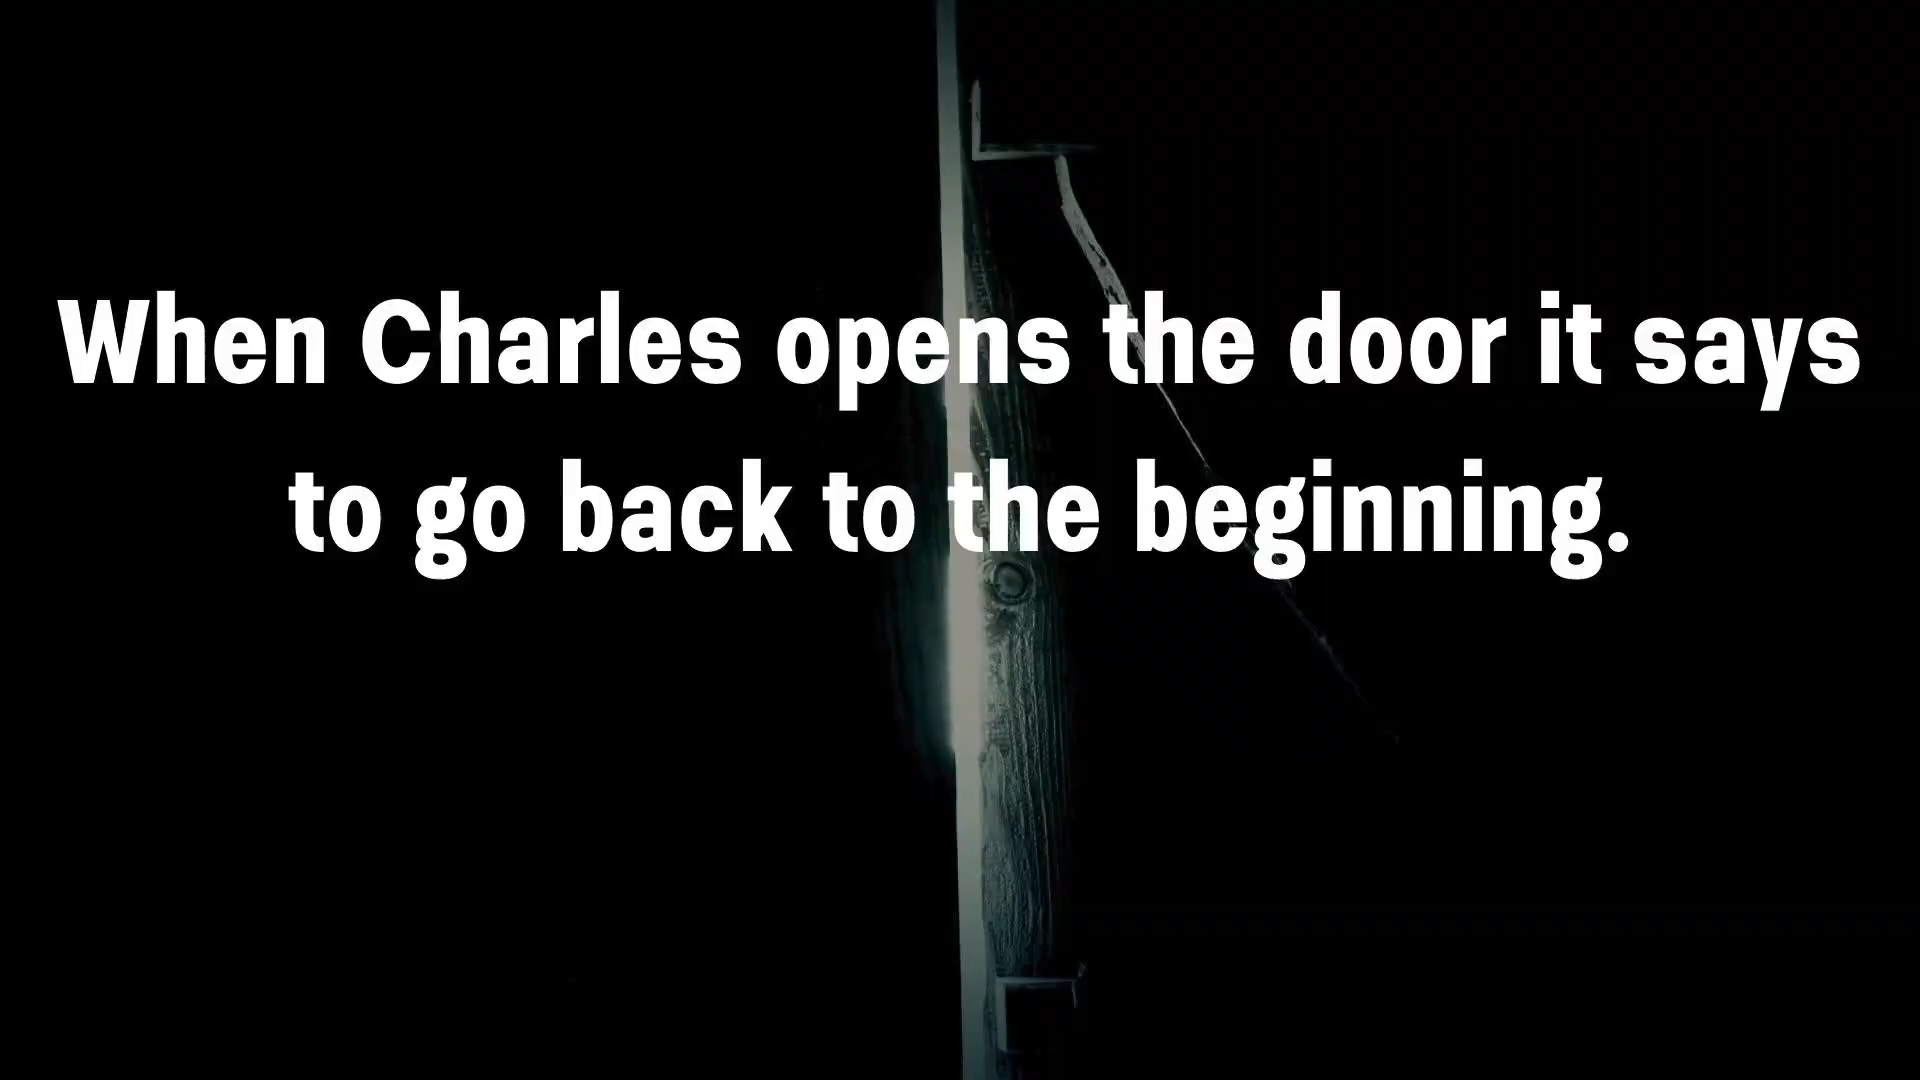 When Charles opens the door it says
to go back to the beginning.